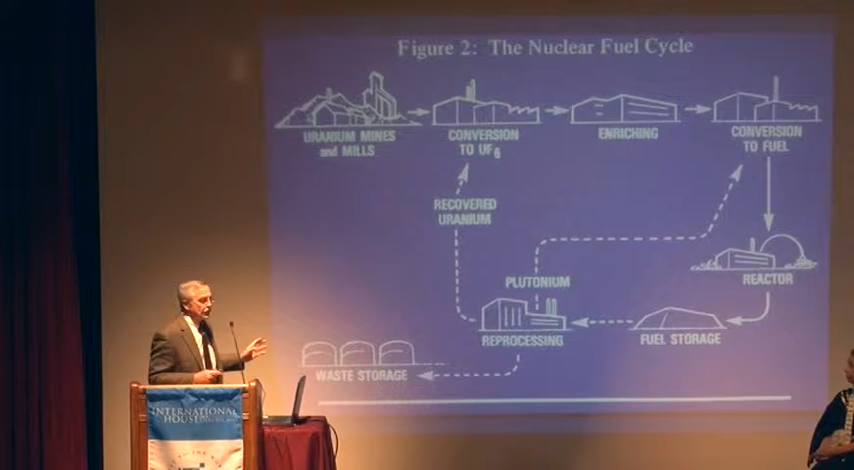 Figure 2: The Nuclear Fuel Cycle
URANIUM MINES
and MILLS
CONVERSION
TO UF6
ENRICHING
CONVERSION
TO FUEL
RECOVERED
URANIUM
PLUTONIUM
REACTOR
REPROCESSING
FUEL STORAGE
WASTE STORAGE
INTERNATIONAL
HOUSE